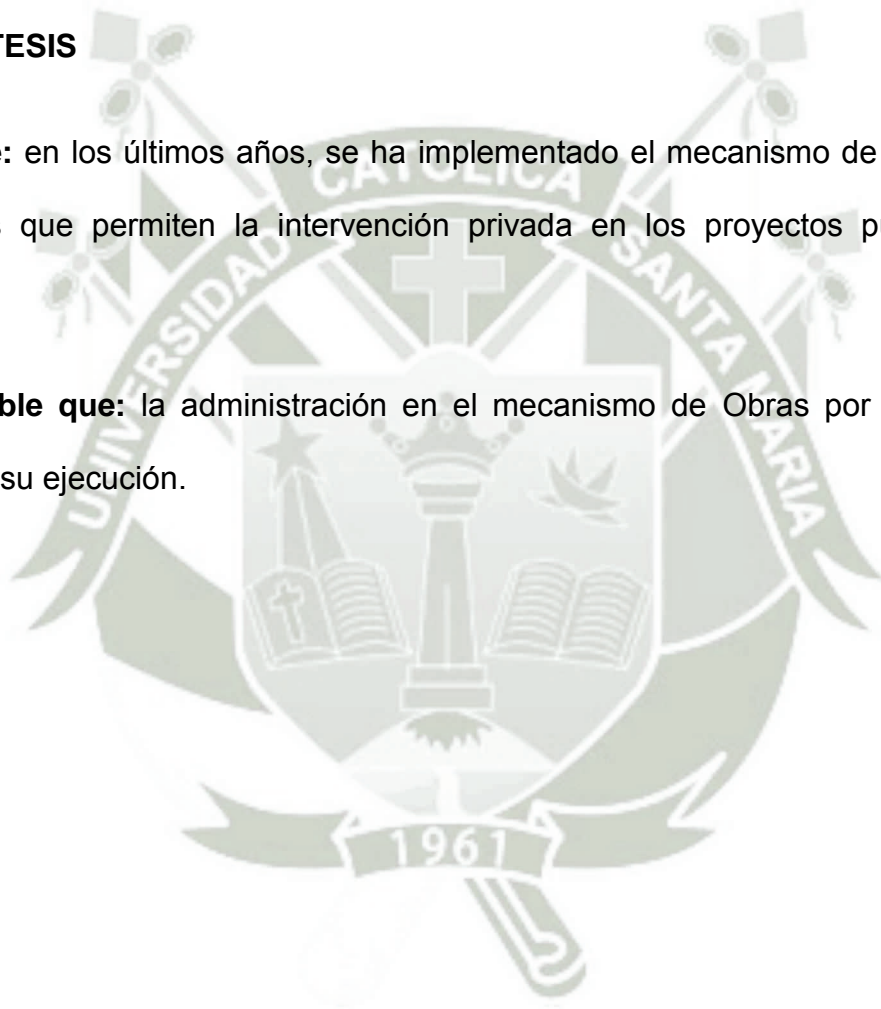 TESIS
: en los últimos años, se ha implementado el mecanismo de
que permiten la intervención privada en los proyectos
ble que: la administración en el mecanismo de Obras por
su ejecución.
UNIVERSIDAD CATOLICA SANTA MARIA
1961